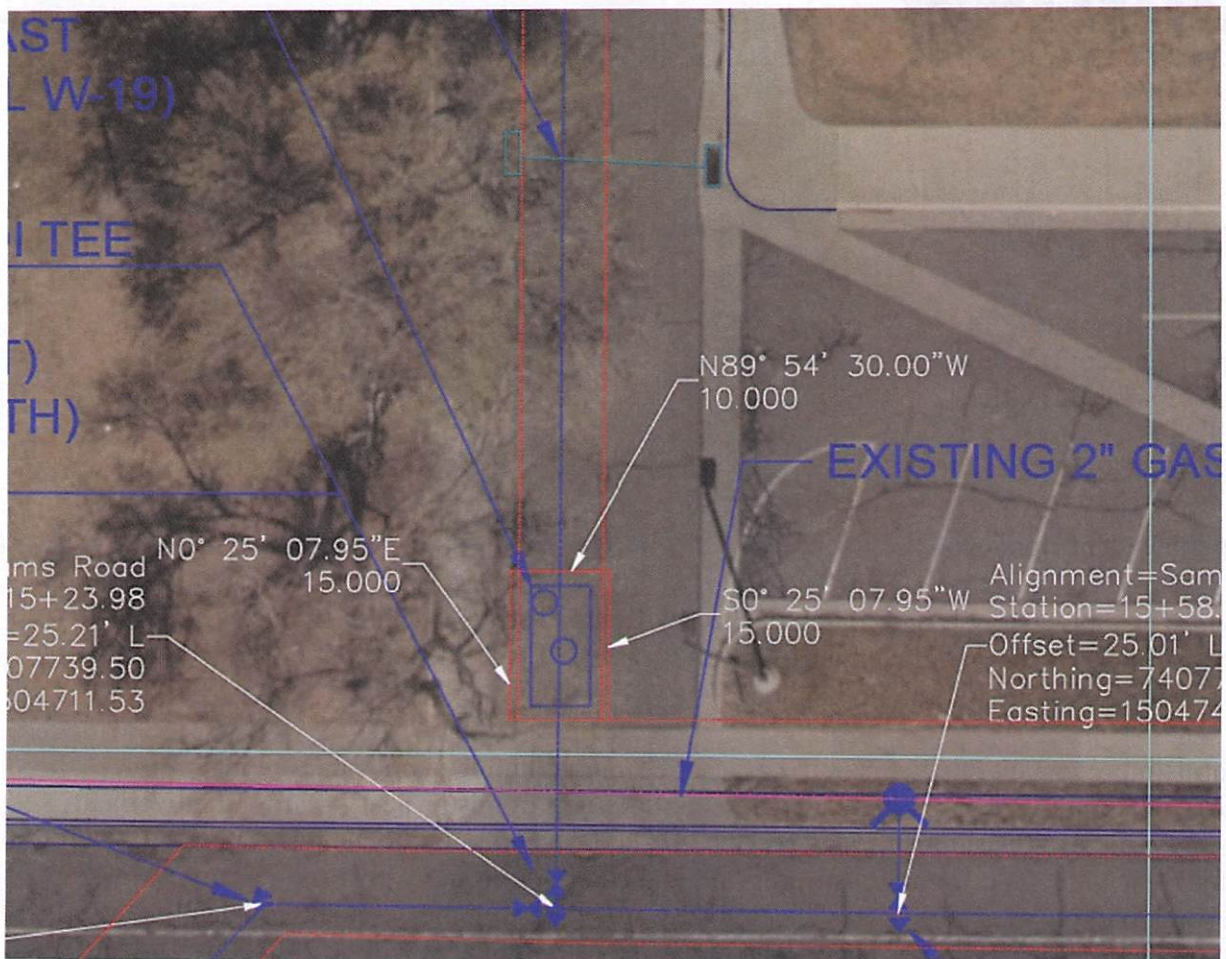 AST
L W-19)
DI TEE
T)
TH)
N89° 54' 30.00"W
10.000
EXISTING 2" GAS
N0° 25' 07.95"E
15.000
ms Road
15+23.98
=25.21' L
07739.50
504711.53
S0° 25' 07.95"W
15.000
Alignment=Sam
Station=15+58.
Offset=25.01' L
Northing=74077
Easting=150474